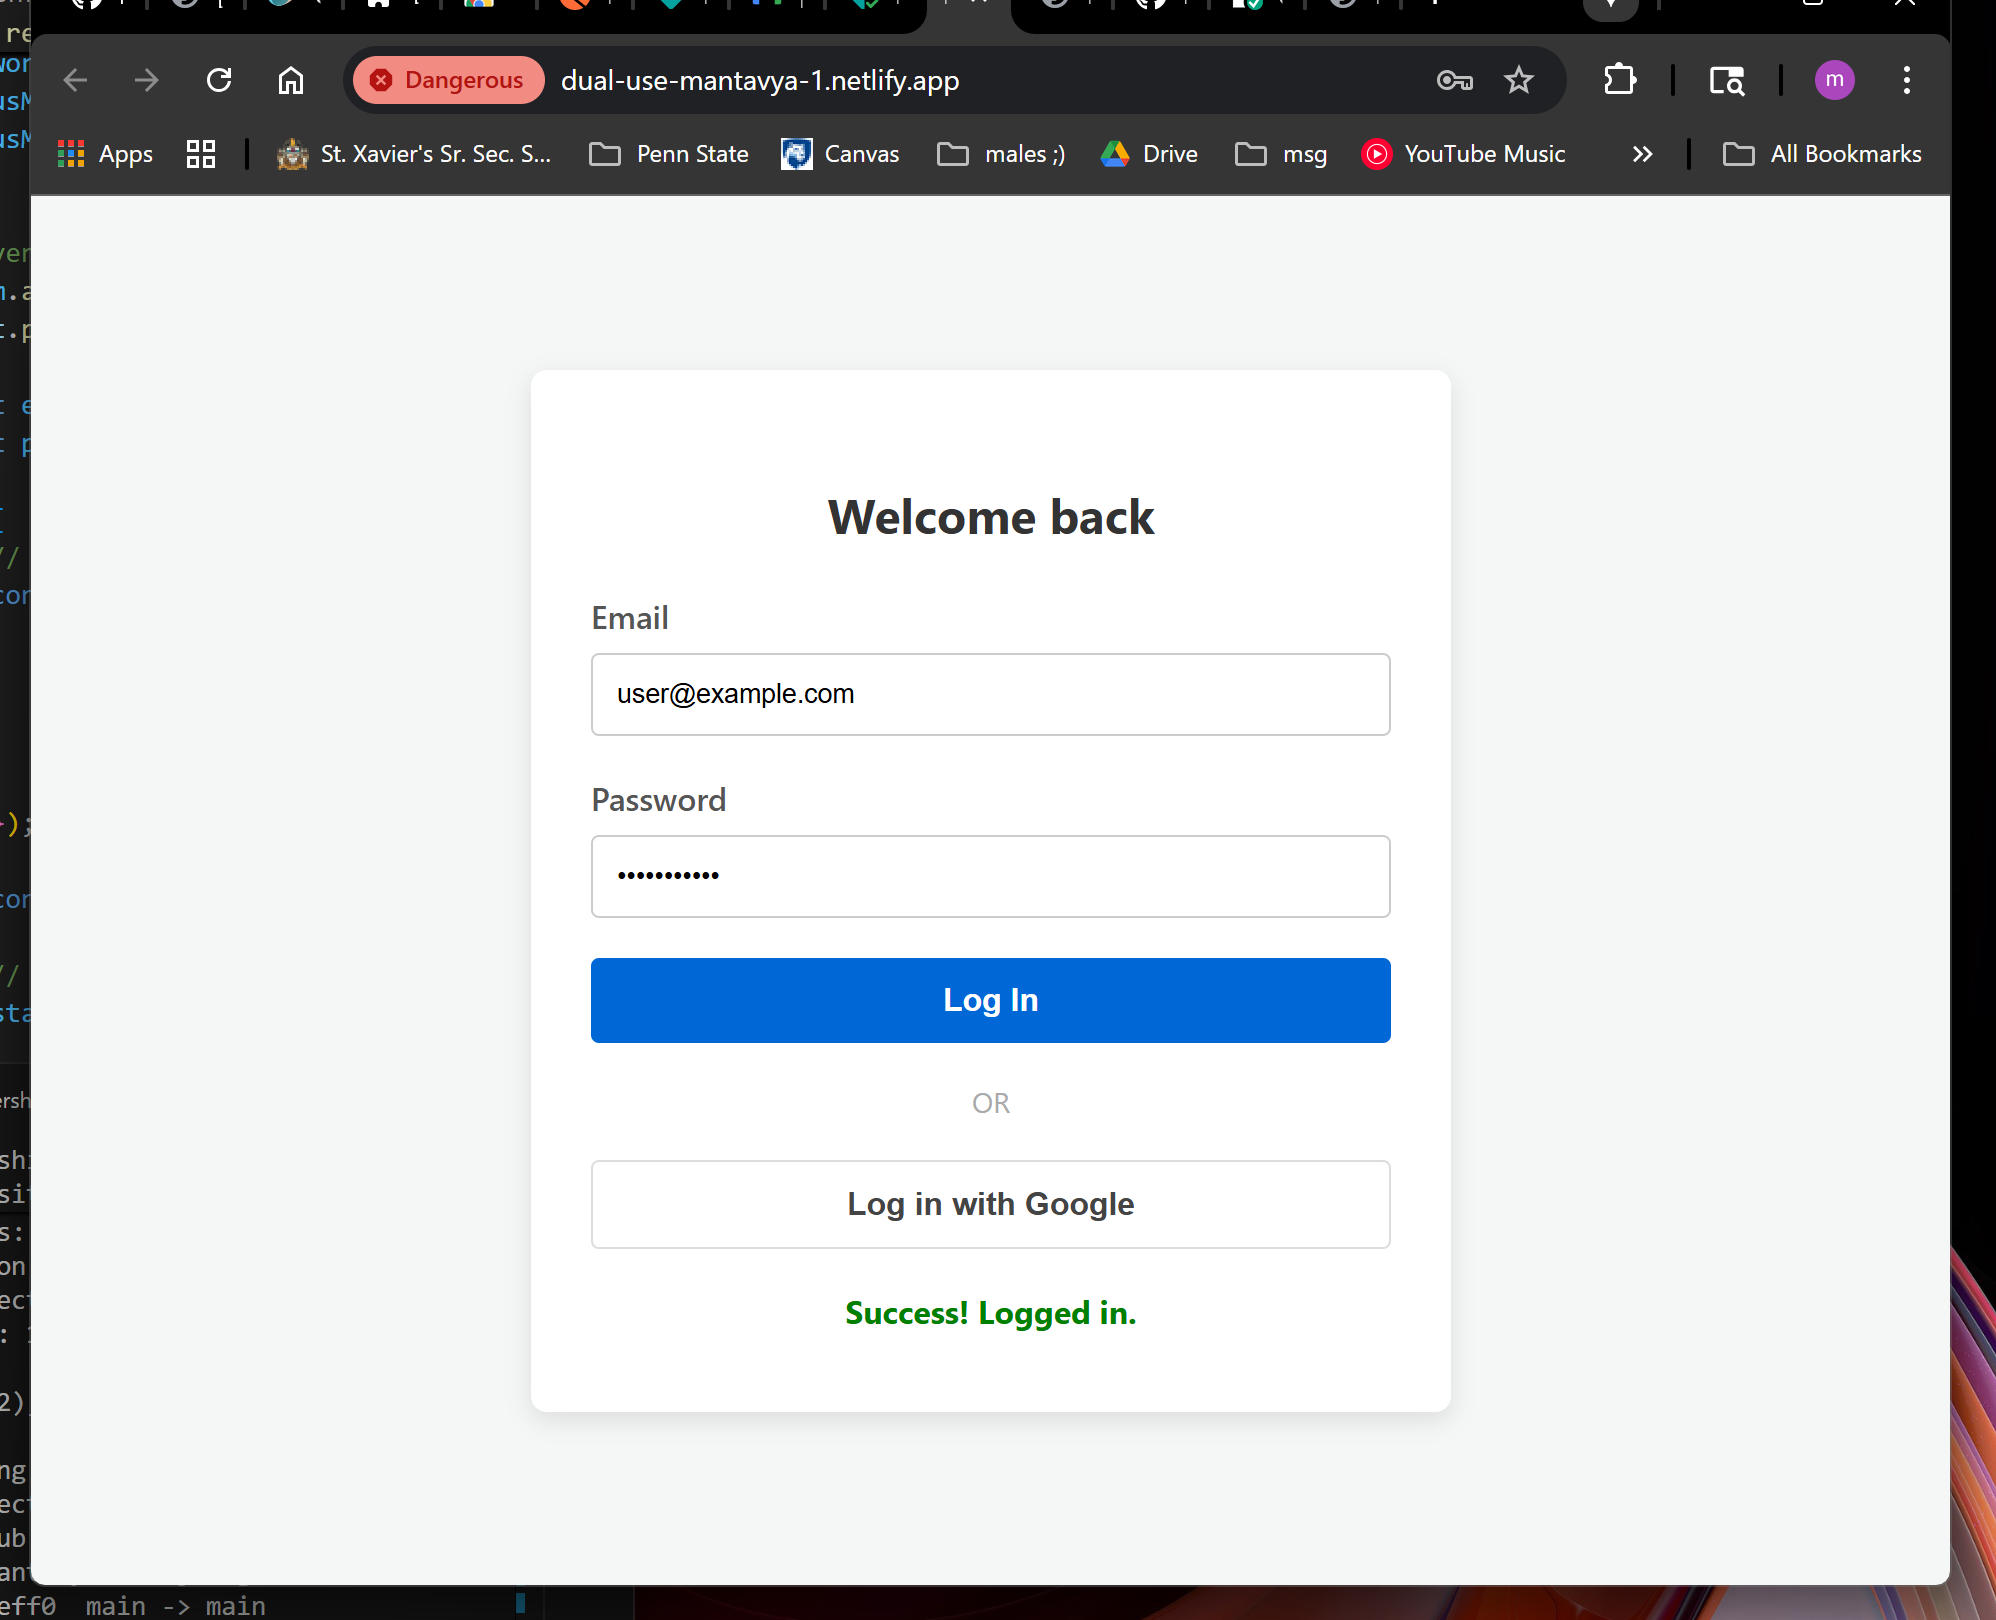 Dangerous
dual-use-mantavya-1.netlify.app
m
Apps
St. Xavier's Sr. Sec. S...
Penn State
Canvas
males ;)
Drive
msg
YouTube Music
All Bookmarks
Welcome back
Email
user@example.com
Password
•••••••••••
Log In
OR
Log in with Google
Success! Logged in.
main -> main